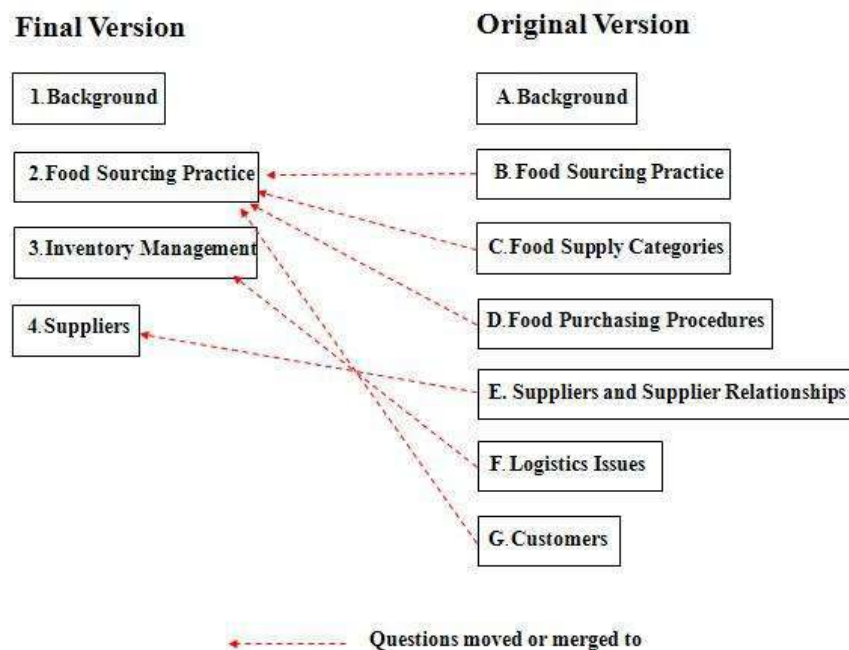 Final Version
Original Version
1.Background
A.Background
2.Food Sourcing Practice
B. Food Sourcing Practice
3.Inventory Management
C.Food Supply Categories
4.Suppliers
D.Food Purchasing Procedures
E. Suppliers and Supplier Relationships
F.Logistics Issues
G.Customers
Questions moved or merged to